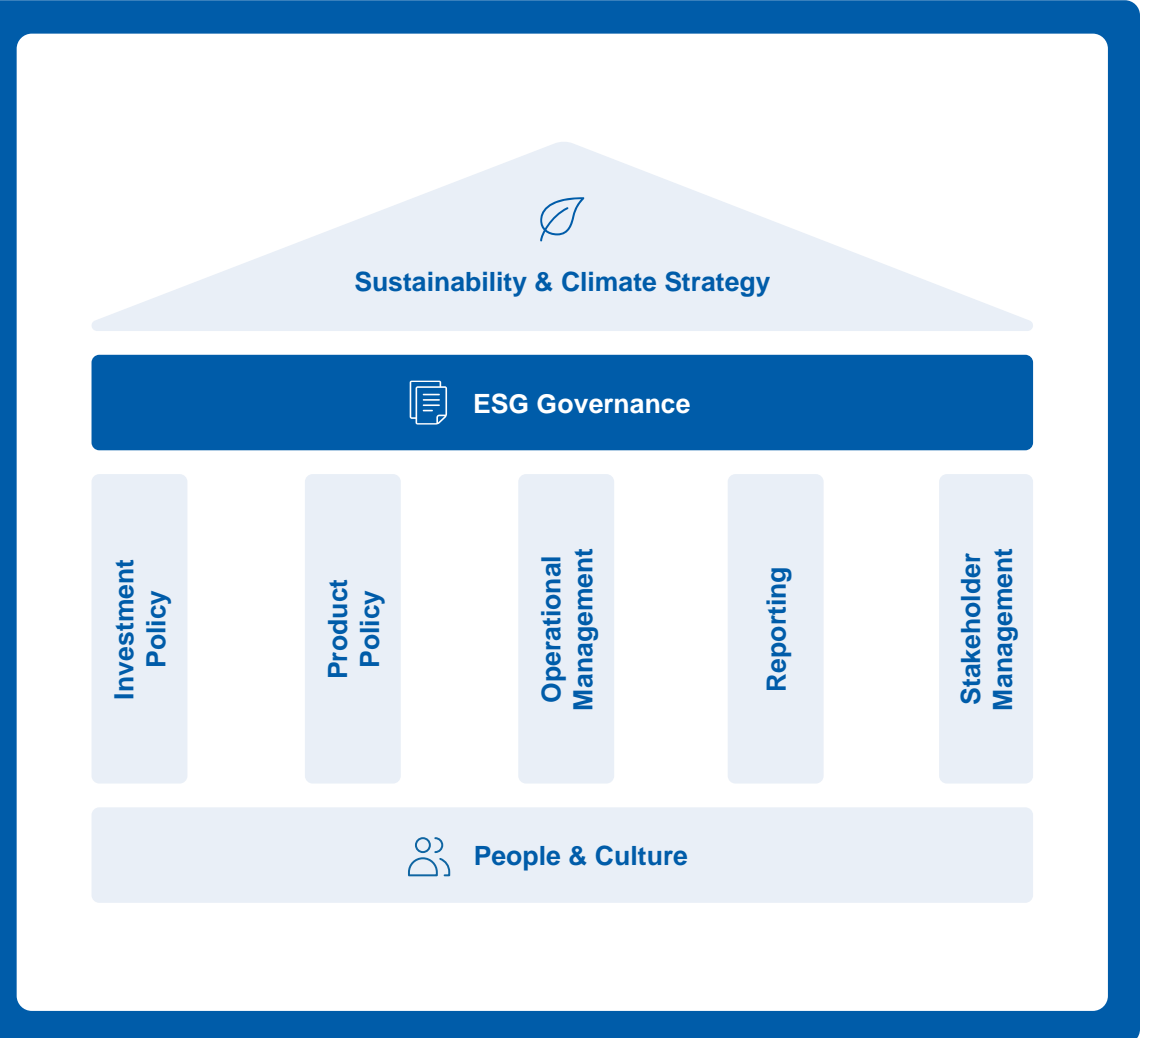 Sustainability & Climate Strategy
ESG Governance
Investment
Policy
Product
Policy
Operational
Management
Reporting
Stakeholder
Management
People & Culture